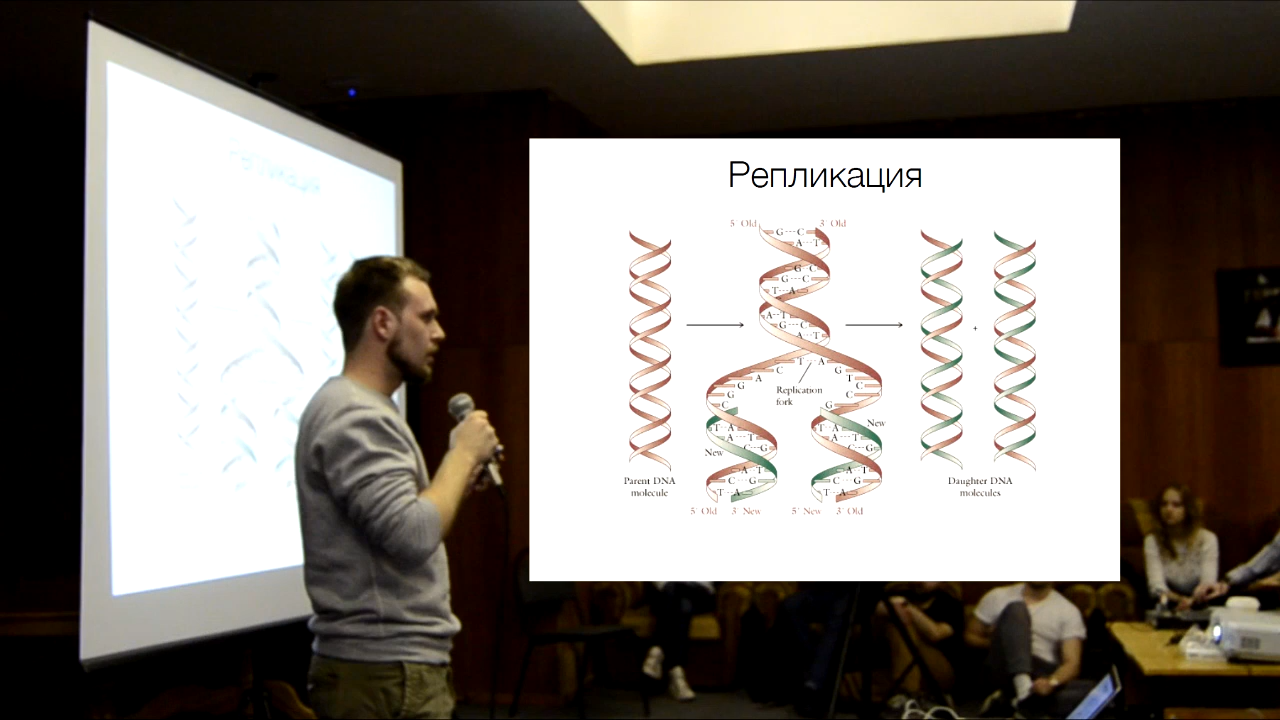 Репликация
5' Old 3' Old
G C
A T
G C
G C
T A
A T
G C
A T
T A
C G
A T
G C
G C
C G
Replication
fork
T A
T A
New
A T
A T
New
C G
C G
A T
A T
C G
C G
T A
T A
Parent DNA
molecule
Daughter DNA
molecules
+
5' Old 3' New 5' New 3' Old